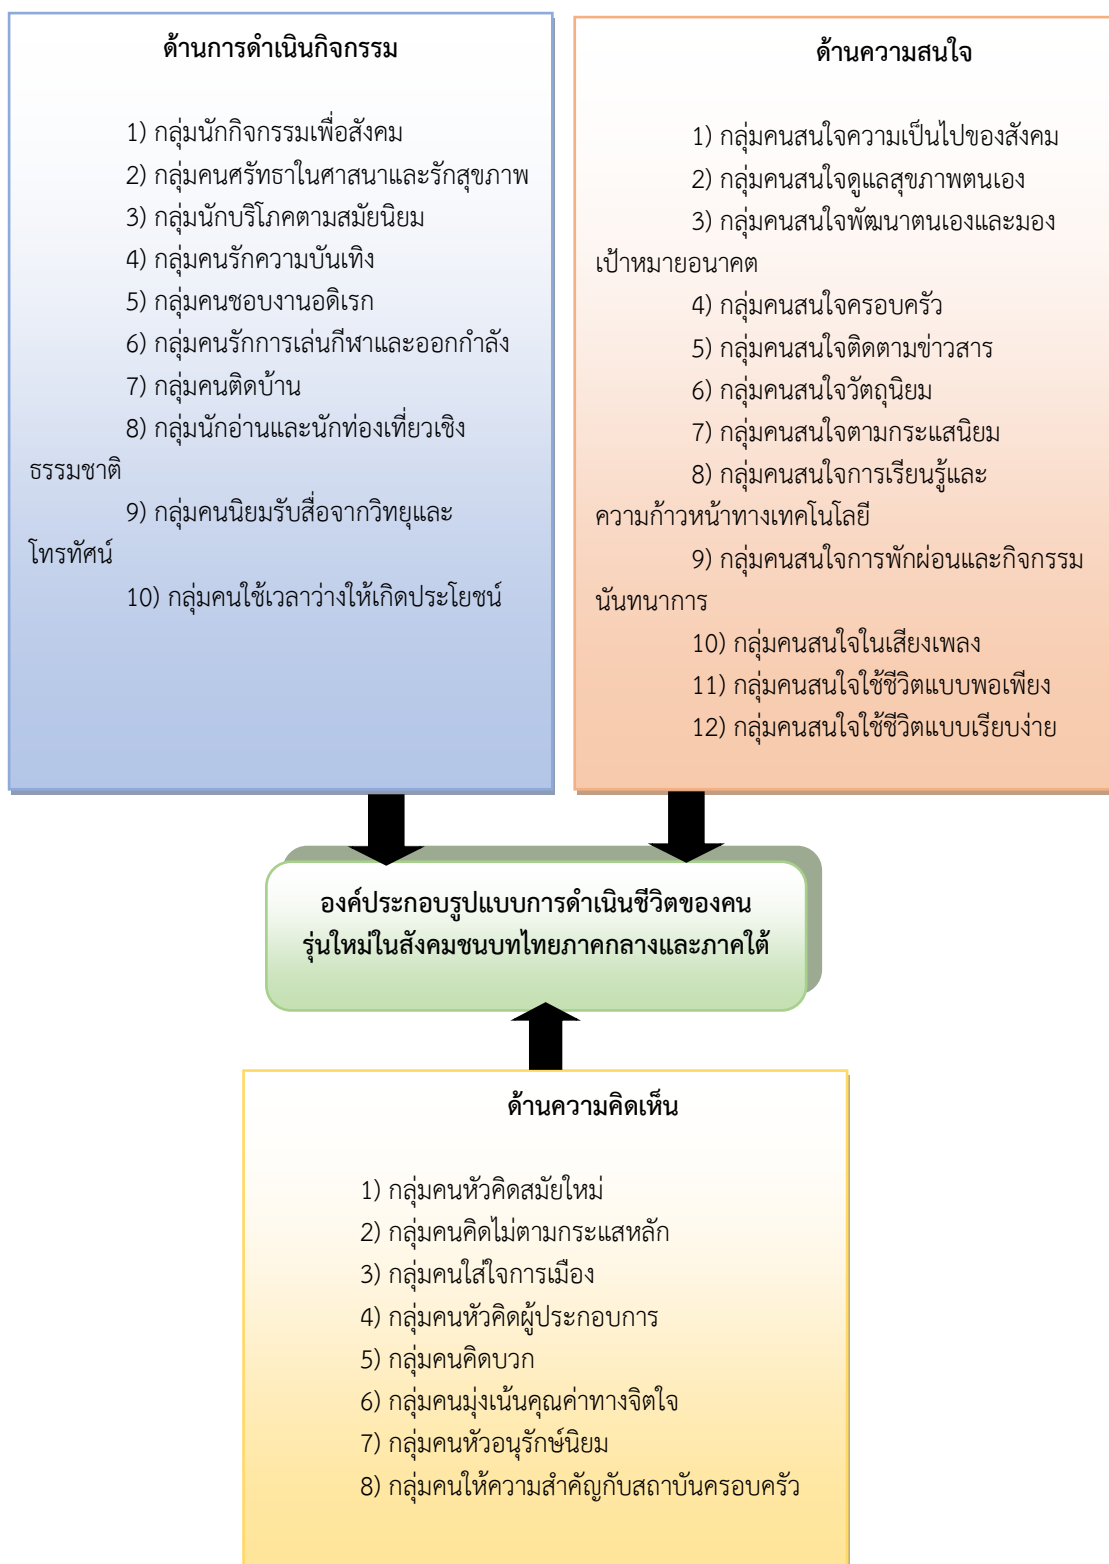 ด้านการดำเนินกิจกรรม
1) กลุ่มนักกิจกรรมเพื่อสังคม
2) กลุ่มคนศรัทธาในศาสนาและรักสุขภาพ
3) กลุ่มนักบริโภคตามสมัยนิยม
4) กลุ่มคนรักความบันเทิง
5) กลุ่มคนชอบงานอดิเรก
6) กลุ่มคนรักการเล่นกีฬาและออกกำลัง
7) กลุ่มคนติดบ้าน
8) กลุ่มนักอ่านและนักท่องเที่ยวเชิง
ธรรมชาติ
9) กลุ่มคนนิยมรับสื่อจากวิทยุและ
โทรทัศน์
10) กลุ่มคนใช้เวลาว่างให้เกิดประโยชน์
ด้านความสนใจ
1) กลุ่มคนสนใจความเป็นไปของสังคม
2) กลุ่มคนสนใจดูแลสุขภาพตนเอง
3) กลุ่มคนสนใจพัฒนาตนเองและมอง
เป้าหมายอนาคต
4) กลุ่มคนสนใจครอบครัว
5) กลุ่มคนสนใจติดตามข่าวสาร
6) กลุ่มคนสนใจวัตถุนิยม
7) กลุ่มคนสนใจตามกระแสนิยม
8) กลุ่มคนสนใจการเรียนรู้และ
ความก้าวหน้าทางเทคโนโลยี
9) กลุ่มคนสนใจการพักผ่อนและกิจกรรม
นันทนาการ
10) กลุ่มคนสนใจในเสียงเพลง
11) กลุ่มคนสนใจใช้ชีวิตแบบพอเพียง
12) กลุ่มคนสนใจใช้ชีวิตแบบเรียบง่าย
องค์ประกอบรูปแบบการดำเนินชีวิตของคน
รุ่นใหม่ในสังคมชนบทไทยภาคกลางและภาคใต้
ด้านความคิดเห็น
1) กลุ่มคนหัวคิดสมัยใหม่
2) กลุ่มคนคิดไม่ตามกระแสหลัก
3) กลุ่มคนใส่ใจการเมือง
4) กลุ่มคนหัวคิดผู้ประกอบการ
5) กลุ่มคนคิดบวก
6) กลุ่มคนมุ่งเน้นคุณค่าทางจิตใจ
7) กลุ่มคนหัวอนุรักษ์นิยม
8) กลุ่มคนให้ความสำคัญกับสถาบันครอบครัว